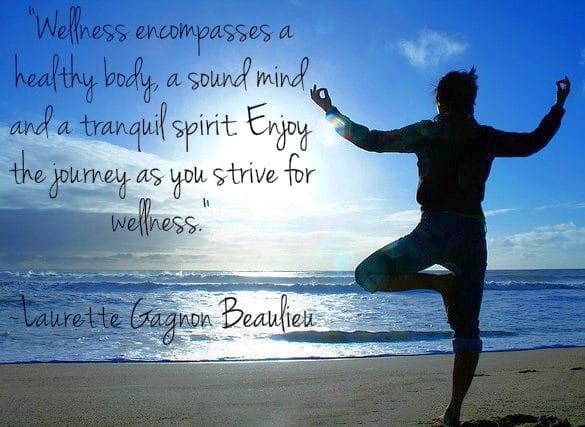 "Wellness encompasses a
healthy body, a sound mind
and a tranquil spirit. Enjoy
the journey as you strive for
wellness."
Laurette Gagnon Beaulieu